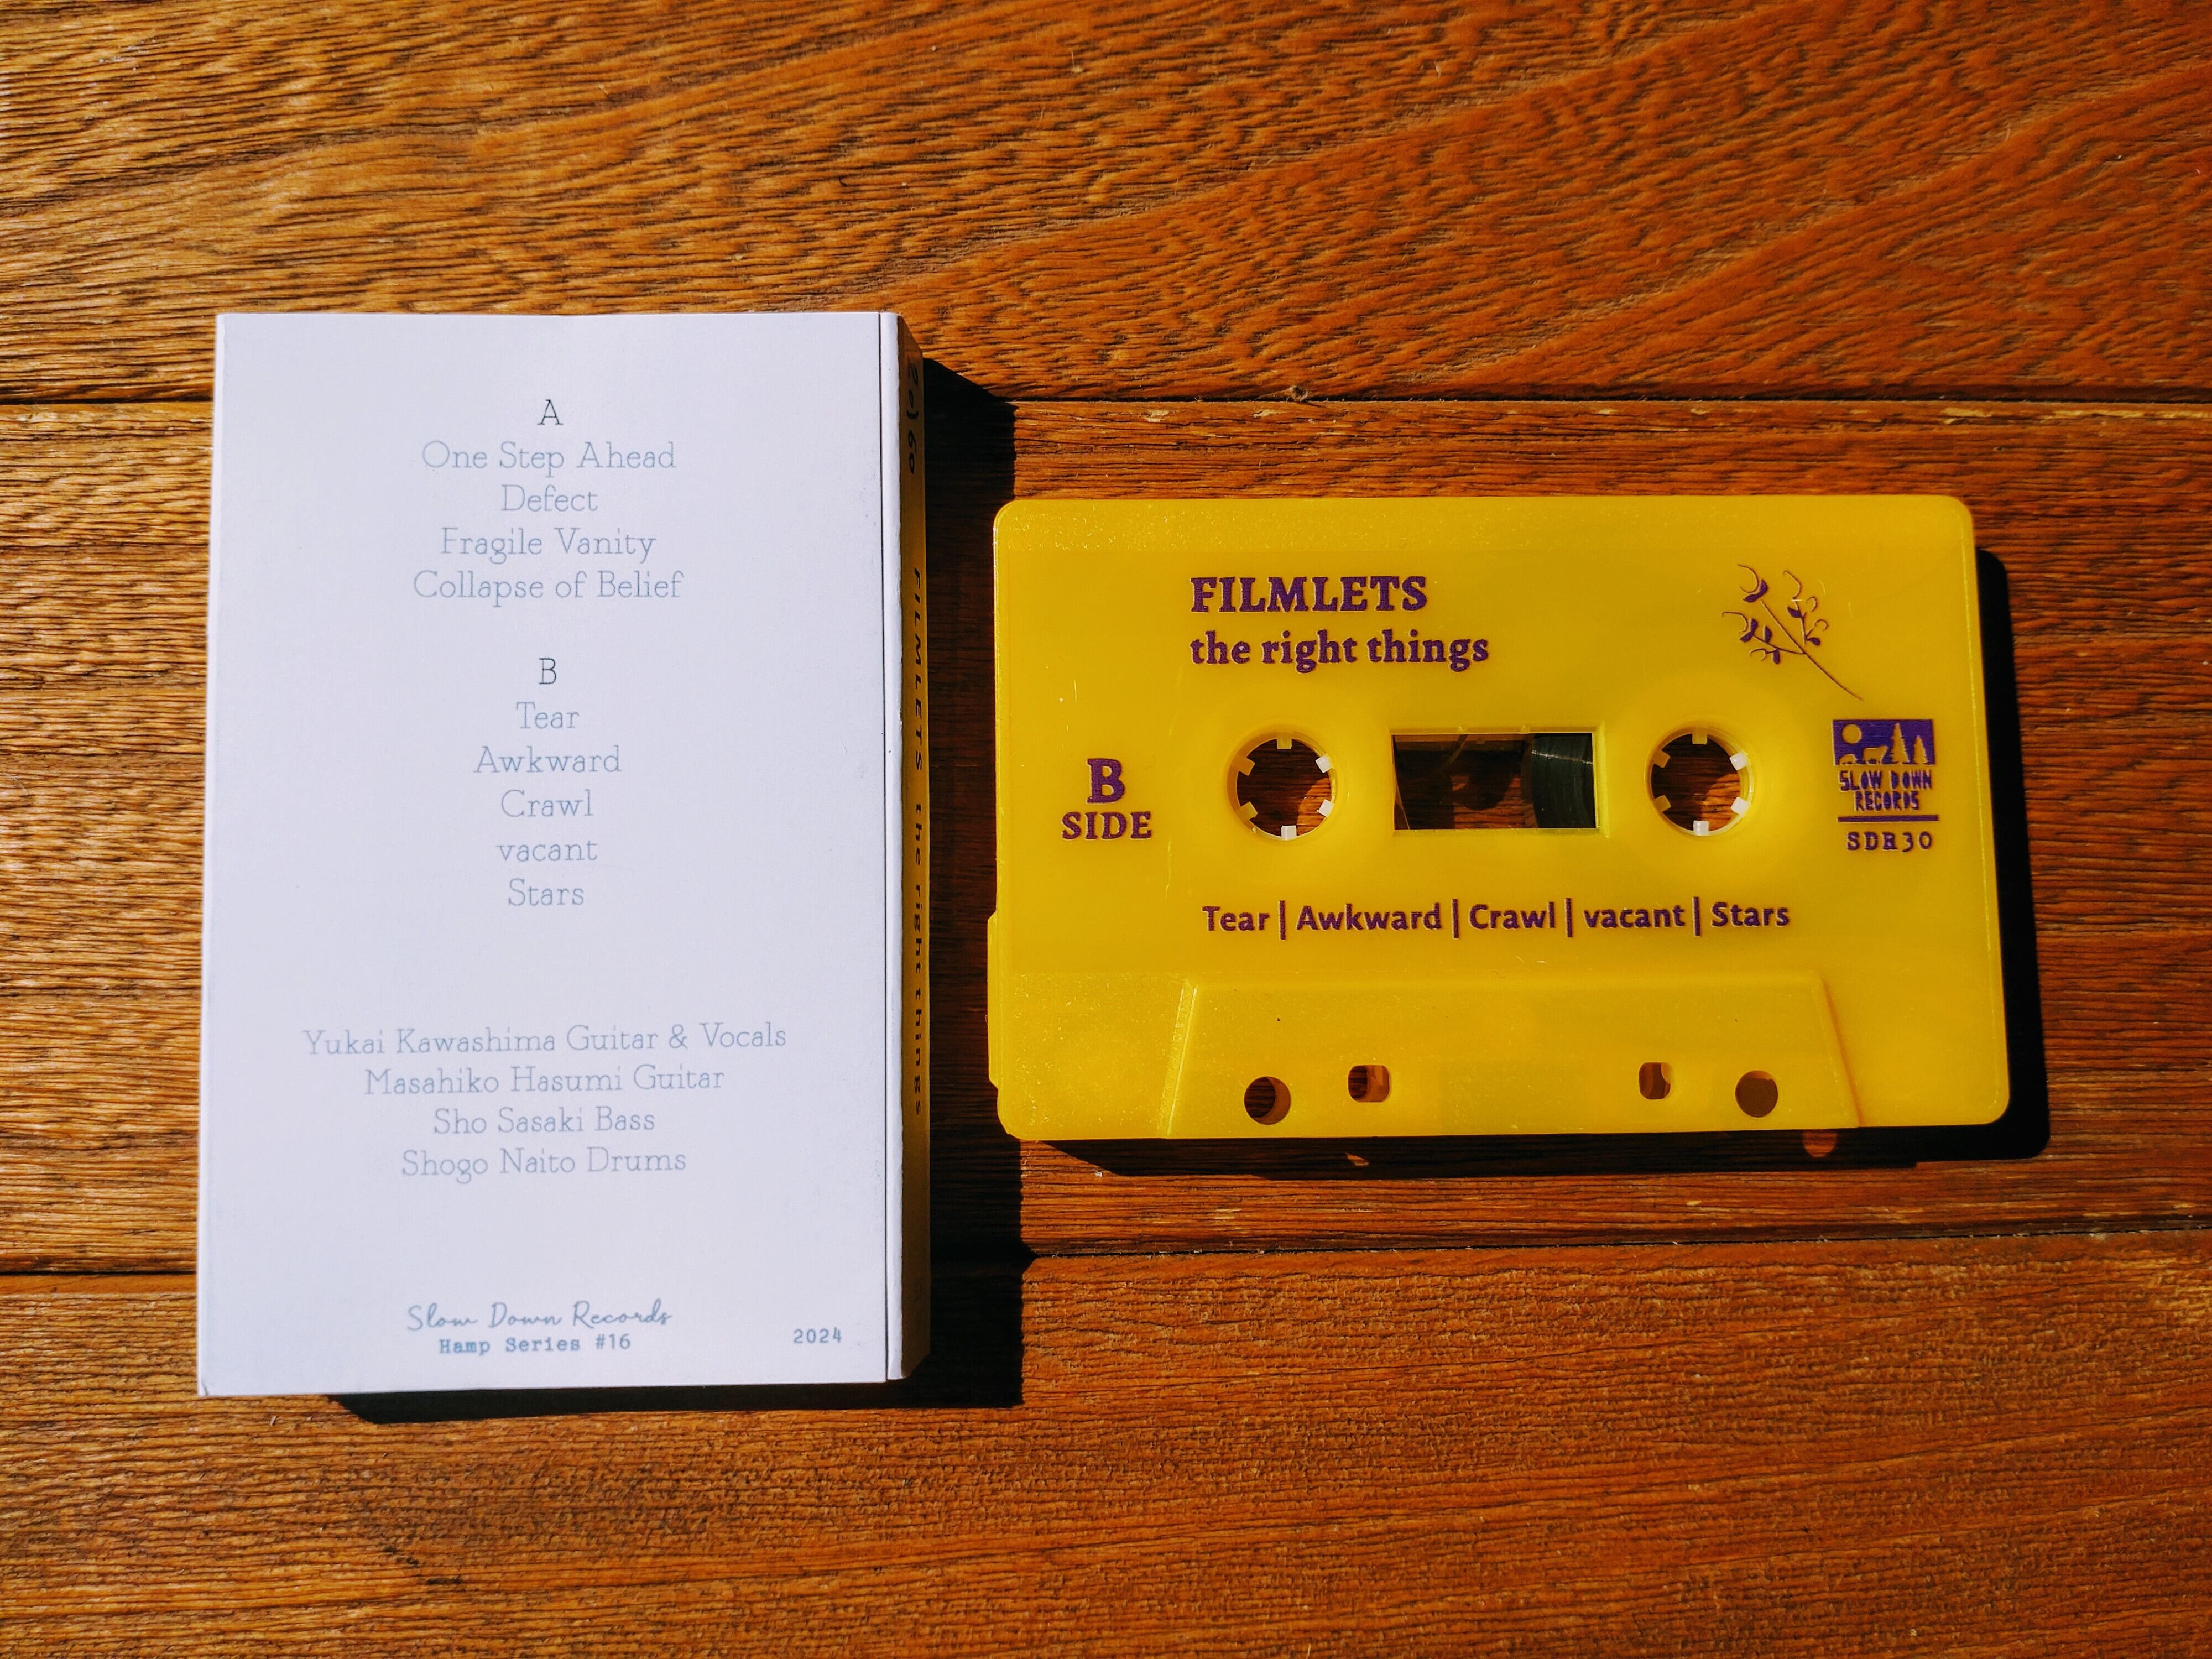 A
One Step Ahead
Defect
Fragile Vanity
Collapse of Belief
B
Tear
Awkward
Crawl
vacant
Stars
Yukai Kawashima Guitar & Vocals
Masahiko Hasumi Guitar
Sho Sasaki Bass
Shogo Naito Drums
Slow Down Records
Hamp Series #16
2024
FILMLETS the right things
FILMLETS
the right things
B
SIDE
SLOW DOWN
RECORDS
SDR30
Tear | Awkward | Crawl | vacant | Stars